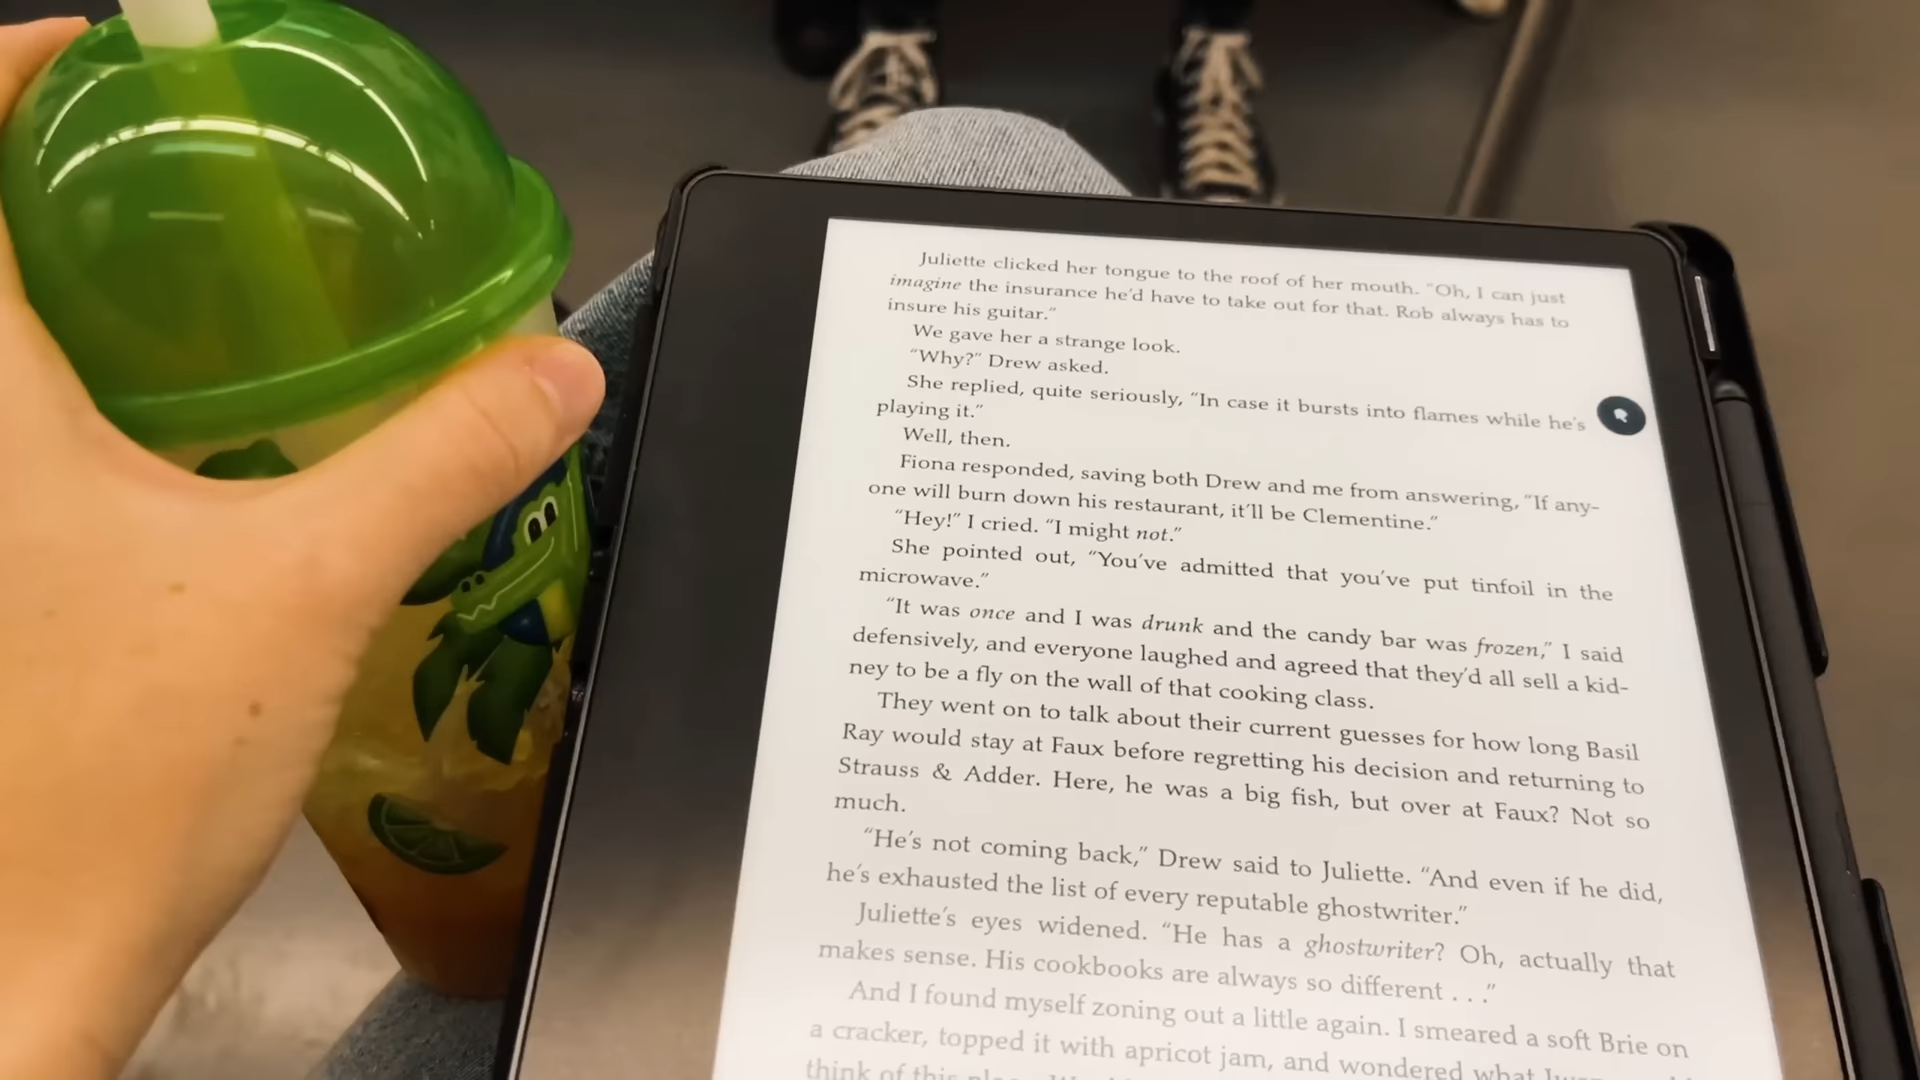 Juliette clicked her tongue to the roof of her mouth. “Oh, I can just
imagine the insurance he’d have to take out for that. Rob always has to
insure his guitar.”
We gave her a strange look.
“Why?” Drew asked.
She replied, quite seriously, “In case it bursts into flames while he’s
playing it.”
Well, then.
Fiona responded, saving both Drew and me from answering, “If any-
one will burn down his restaurant, it’ll be Clementine.”
“Hey!” I cried. “I might not.”
She pointed out, “You’ve admitted that you’ve put tinfoil in the
microwave.”
“It was once and I was drunk and the candy bar was frozen,” I said
defensively, and everyone laughed and agreed that they’d all sell a kid-
ney to be a fly on the wall of that cooking class.
They went on to talk about their current guesses for how long Basil
Ray would stay at Faux before regretting his decision and returning to
Strauss & Adder. Here, he was a big fish, but over at Faux? Not so
much.
“He’s not coming back,” Drew said to Juliette. “And even if he did,
he’s exhausted the list of every reputable ghostwriter.”
Juliette’s eyes widened. “He has a ghostwriter? Oh, actually that
makes sense. His cookbooks are always so different . . .”
And I found myself zoning out a little again. I smeared a soft Brie on
a cracker, topped it with apricot jam, and wondered what
think of this